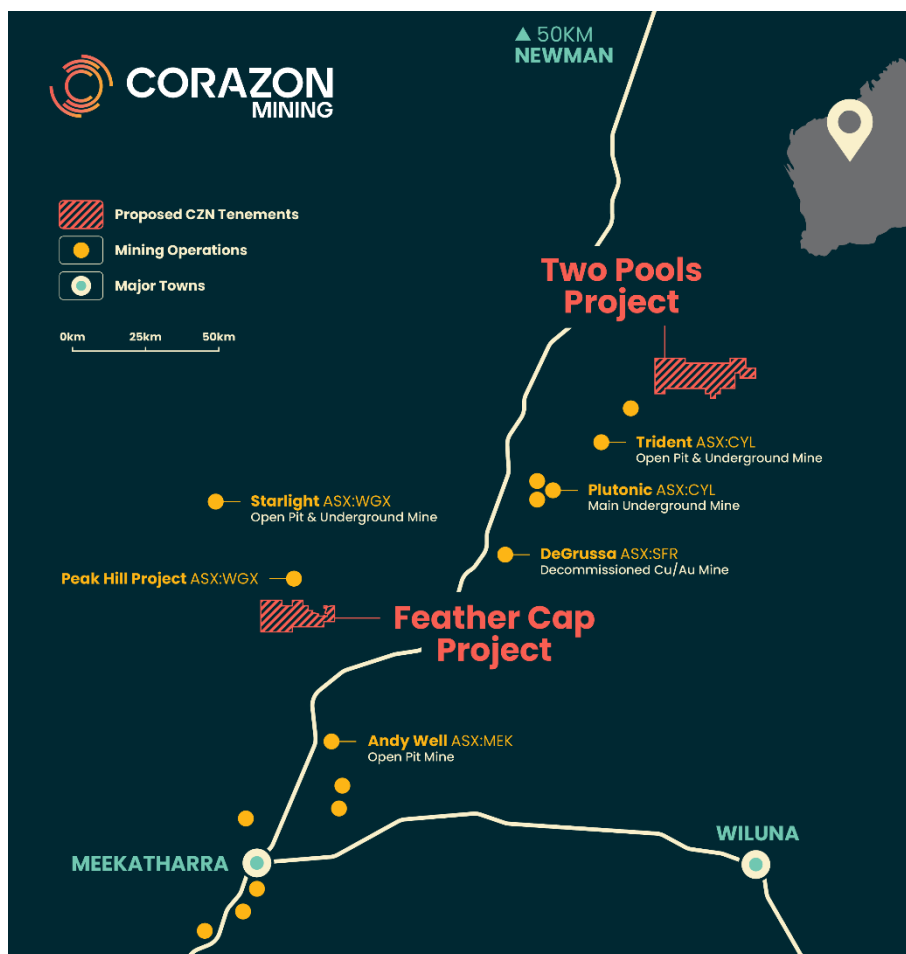 ▲ 50KM
NEWMAN
CORAZON
MINING
Proposed CZN Tenements
Mining Operations
Major Towns
0km 25km 50km
Two Pools
Project
Trident ASX:CYL
Open Pit & Underground Mine
Starlight ASX:WGX
Open Pit & Underground Mine
Plutonic ASX:CYL
Main Underground Mine
DeGrussa ASX:SFR
Decommissioned Cu/Au Mine
Peak Hill Project ASX:WGX
Feather Cap
Project
Andy Well ASX:MEK
Open Pit Mine
WILUNA
MEEKATHARRA